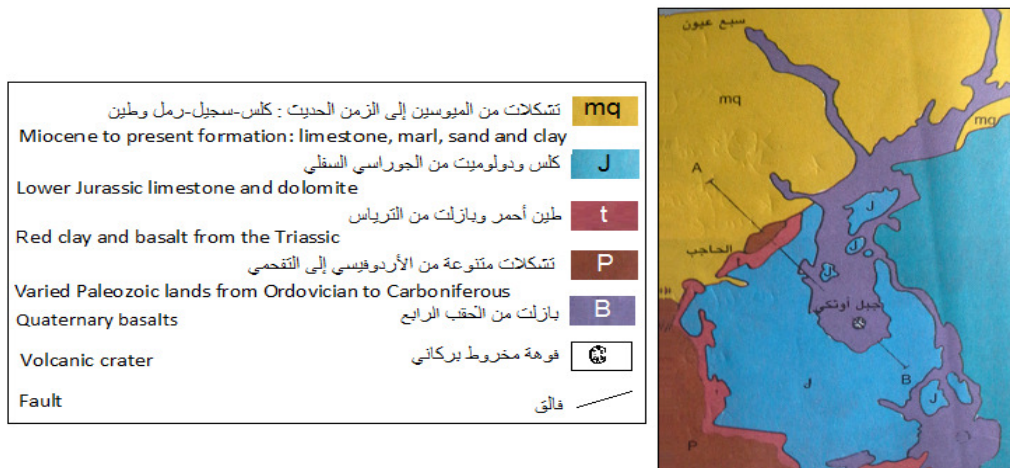 تشكلات من الميوسين إلى الزمن الحديث : كلس-سجيل-رمل وطين
mq
Miocene to present formation: limestone, marl, sand and clay
كلس ودولوميت من الجوراسي السفلي
J
Lower Jurassic limestone and dolomite
طين أحمر وبازلت من الترياس
t
Red clay and basalt from the Triassic
تشكلات متنوعة من الأردوفيسي إلى التفحمي
P
Varied Paleozoic lands from Ordovician to Carboniferous
بازلت من الحقب الرابع
B
Quaternary basalts
فوهة مخروط بركاني
Volcanic crater
فالق
Fault
سبع عيون
mq
mq
A
J
الحاجب
J
J
جبل أوتكي
J
B
J
P